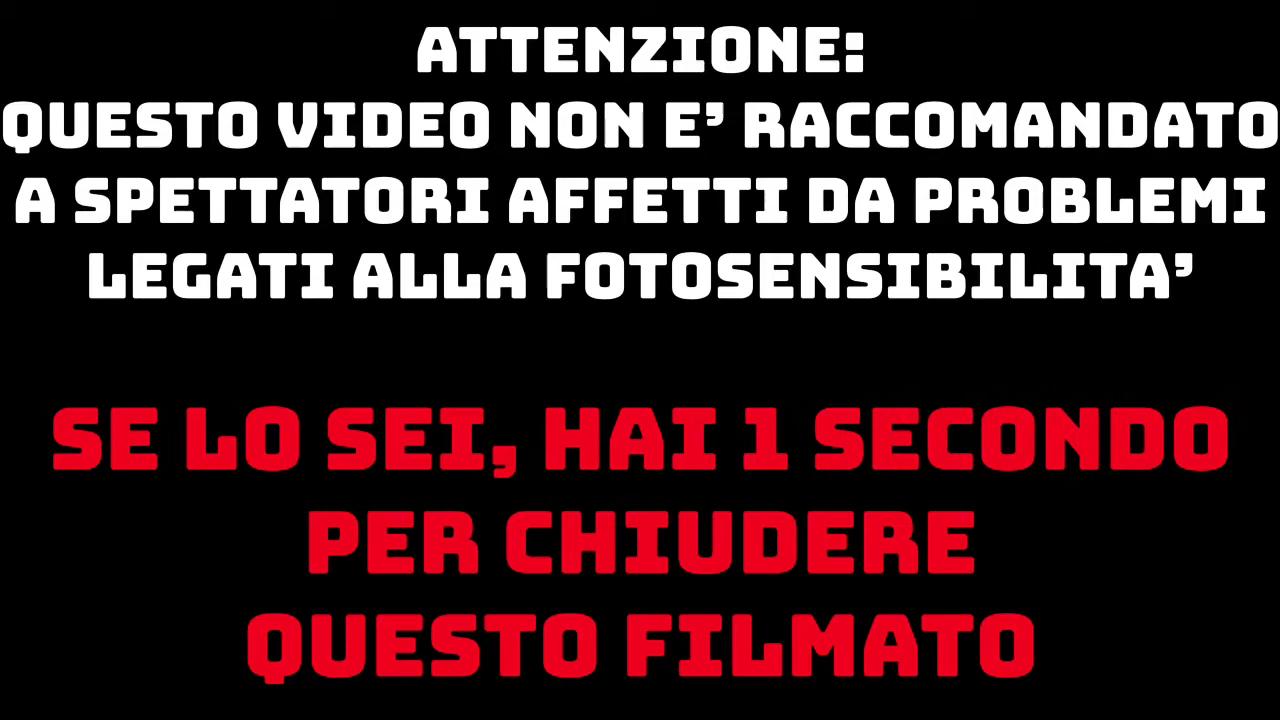 ATTENZIONE:
QUESTO VIDEO NON E' RACCOMANDATO
A SPETTATORI AFFETTI DA PROBLEMI
LEGATI ALLA FOTOSENSIBILITA'
SE LO SEI, HAI 1 SECONDO
PER CHIUDERE
QUESTO FILMATO